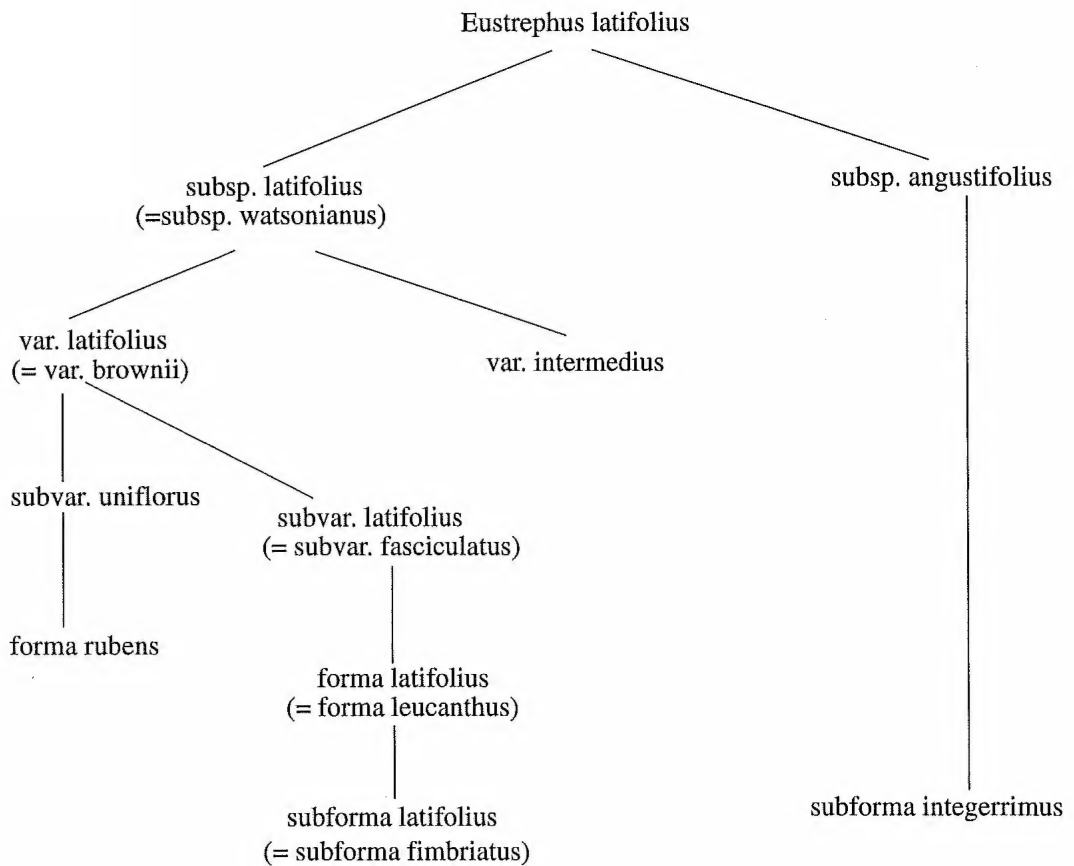 Eustrephus latifolius
subsp. latifolius
(=subsp. watsonianus)
subsp. angustifolius
var. latifolius
(= var. brownii)
var. intermedius
subvar. uniflorus
subvar. latifolius
(= subvar. fasciculatus)
forma rubens
forma latifolius
(= forma leucanthus)
subforma latifolius
(= subforma fimbriatus)
subforma integerrimus